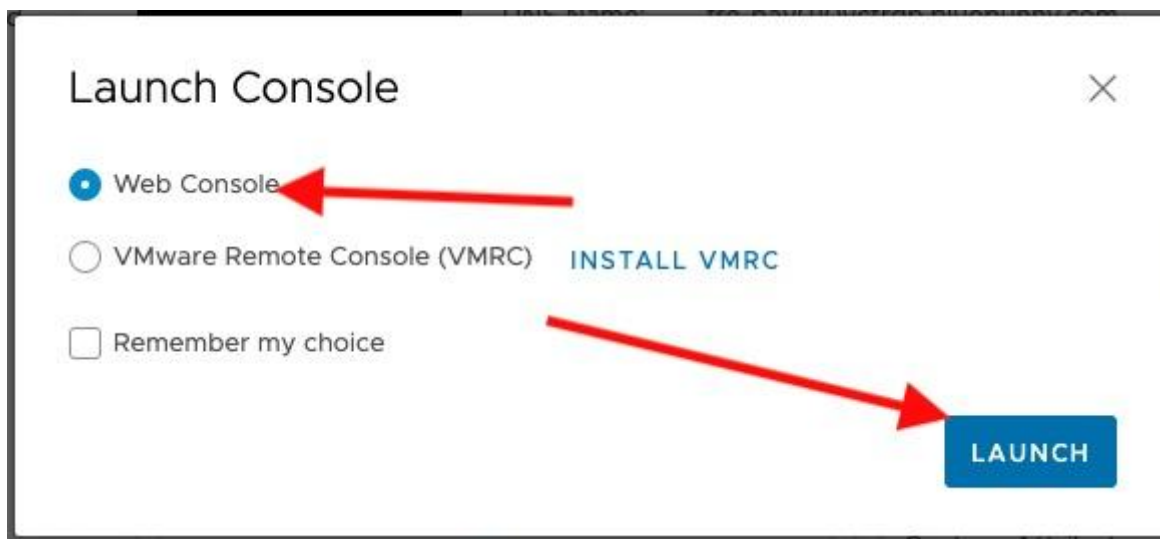 Launch Console
Web Console
VMware Remote Console (VMRC) INSTALL VMRC
Remember my choice
LAUNCH